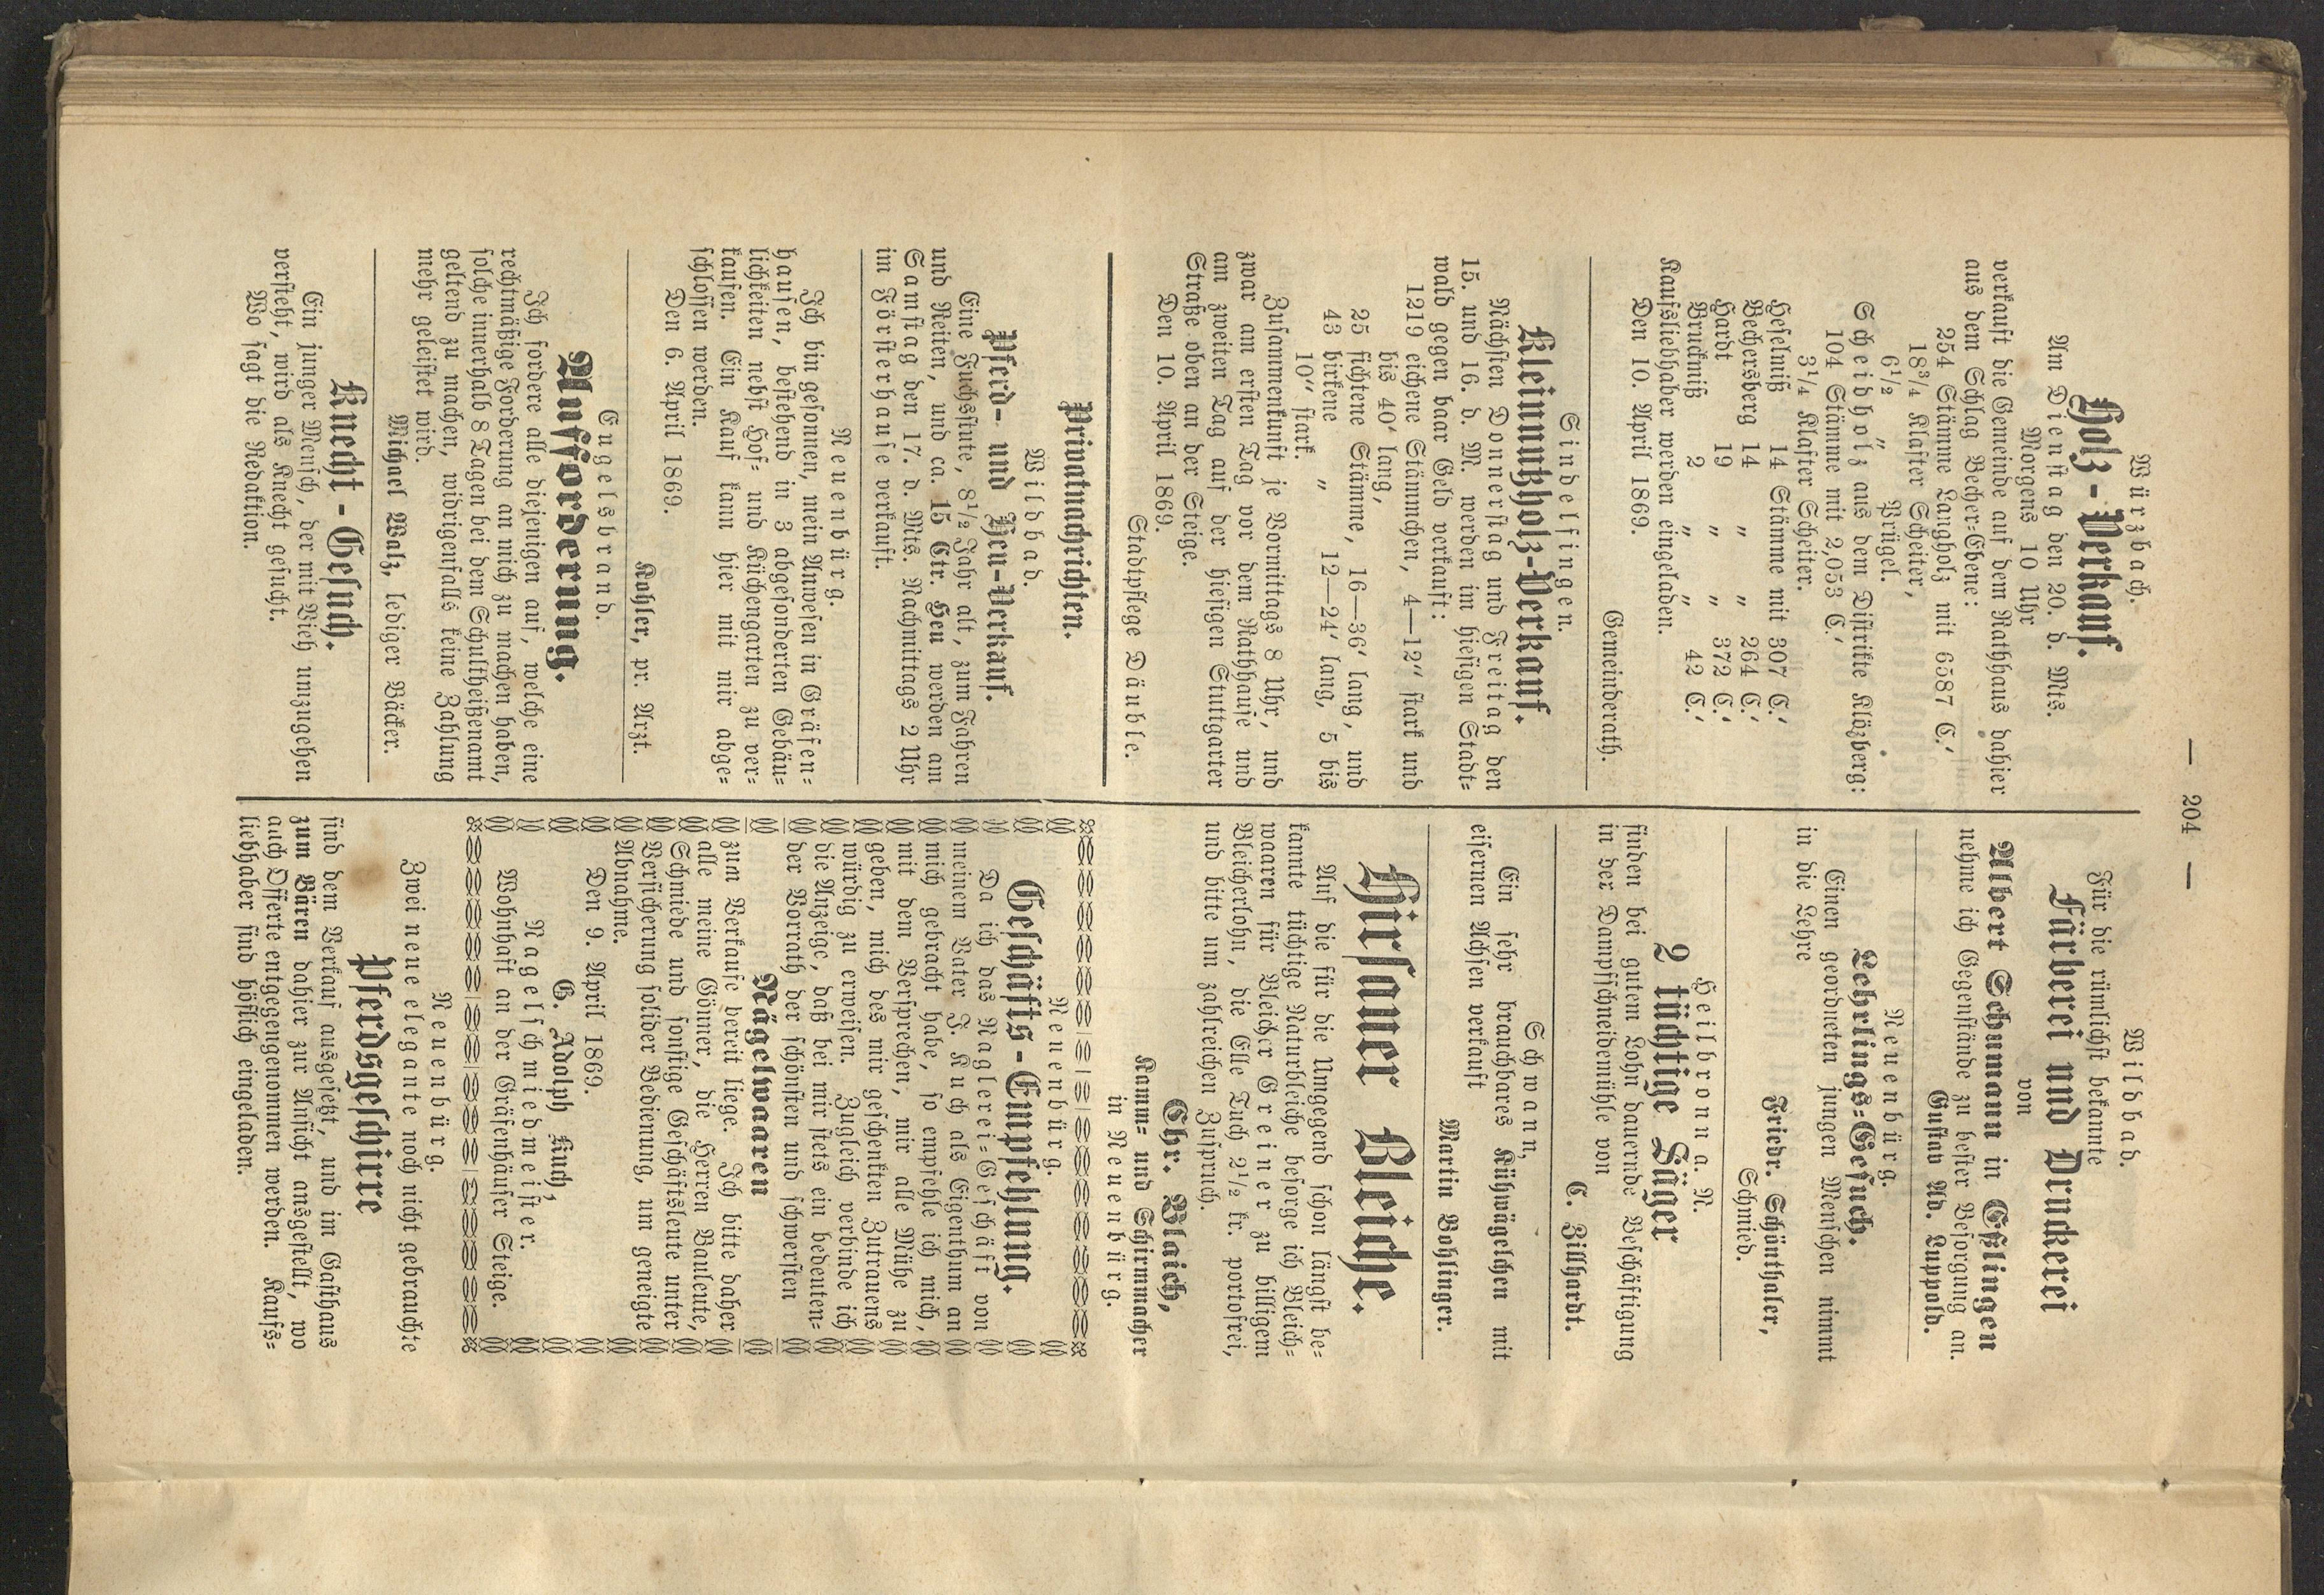 — 204 —
Würzbach.
Holz-Verkauf.
Am Dienstag den 20. d. Mts.
Morgens 10 Uhr
verkauft die Gemeinde auf dem Rathhaus dahier
aus dem Schlag Becher-Ebene:
254 Stämme Langholz mit 6587 C.′
18¾ Klafter Scheiter,
6½ „ Prügel.
Scheidholz aus dem Distrikte Klözberg:
104 Stämme mit 2,053 C.′
3¼ Klafter Scheiter.
Heselniß 14 Stämme mit 307 C.′
Bechersberg 14 „ „ 264 C.′
Hardt 19 „ „ 372 C.′
Bruckmiß 2 „ „ 42 C.′
Kaufsliebhaber werden eingeladen.
Den 10. April 1869.
Gemeinderath.
Sindelfingen.
Kleinnutzholz-Verkauf.
Nächsten Donnerstag und Freitag den
15. und 16. d. M. werden im hiesigen Stadt-
wald gegen baar Geld verkauft:
1219 eichene Stämmchen, 4—12″ stark und
bis 40′ lang,
25 fichtene Stämme, 16—36′ lang, und
43 birkene „ 12—24′ lang, 5 bis
10″ stark.
Zusammenkunft je Vormittags 8 Uhr, und
zwar am ersten Tag vor dem Rathhause und
am zweiten Tag auf der hiesigen Stuttgarter
Straße oben an der Steige.
Den 10. April 1869.
Stadtpflege Däuble.
Privatnachrichten.
Wildbad.
Pferd- und Heu-Verkauf.
Eine Fuchsstute, 8½ Jahr alt, zum Fahren
und Reiten, und ca. 15 Ctr. Heu werden am
Samstag den 17. d. Mts. Nachmittags 2 Uhr
im Försterhause verkauft.
Neuenbürg.
Ich bin gesonnen, mein Anwesen in Gräfen-
hausen, bestehend in 3 abgesonderten Gebäu-
lichkeiten nebst Hof- und Küchengarten zu ver-
kaufen. Ein Kauf kann hier mit mir abge-
schlossen werden.
Den 6. April 1869.
Kohler, pr. Arzt.
Engelsbrand.
Aufforderung.
Ich fordere alle diejenigen auf, welche eine
rechtmäßige Forderung an mich zu machen haben,
solche innerhalb 8 Tagen bei dem Schultheißenamt
geltend zu machen, widrigenfalls keine Zahlung
mehr geleistet wird.
Michael Walz, lediger Bäcker.
Knecht-Gesuch.
Ein junger Mensch, der mit Vieh umzugehen
versteht, wird als Knecht gesucht.
Wo sagt die Redaktion.
Wildbad.
Für die rümlichst bekannte
Färberei und Druckerei
von
Albert Schumann in Eßlingen
nehme ich Gegenstände zu bester Besorgung an.
Gustav Ad. Luppold.
Neuenbürg.
Lehrlings-Gesuch.
Einen geordneten jungen Menschen nimmt
in die Lehre
Friedr. Schönthaler,
Schmied.
Heilbronn a. N.
2 tüchtige Säger
finden bei gutem Lohn dauernde Beschäftigung
in der Dampfschneidemühle von
C. Zillhardt.
Schwann,
Ein sehr brauchbares Kühwägelchen mit
eisernen Achsen verkauft
Martin Bohlinger.
Hirsauer Bleiche.
Auf die für die Umgegend schon längst be-
kannte tüchtige Naturbleiche besorge ich Bleich-
waaren für Bleicher Greiner zu billigem
Bleicherlohn, die Elle Tuch 2½ kr. portofrei,
und bitte um zahlreichen Zuspruch.
Chr. Blaich,
Kamm- und Schirmmacher
in Neuenbürg.
Neuenbürg.
Geschäfts-Empfehlung.
Da ich das Naglerei-Geschäft von
meinem Vater J. Kuch als Eigenthum an
mich gebracht habe, so empfehle ich mich,
mit dem Versprechen, mir alle Mühe zu
geben, mich des mir geschenkten Zutrauens
würdig zu erweisen. Zugleich verbinde ich
die Anzeige, daß bei mir stets ein bedeuten-
der Vorrath der schönsten und schwersten
Nägelwaaren
zum Verkaufe bereit liege. Ich bitte daher
alle meine Gönner, die Herren Bauleute,
Schmiede und sonstige Geschäftsleute unter
Versicherung solider Bedienung, um geneigte
Abnahme.
Den 9. April 1869.
G. Adolph Kuch,
Nagelschmiedmeister.
Wohnhaft an der Gräfenhäuser Steige.
Neuenbürg.
Zwei neue elegante noch nicht gebrauchte
Pferdsgeschirre
sind dem Verkauf ausgesetzt, und im Gasthaus
zum Bären dahier zur Ansicht ausgestellt, wo
auch Offerte entgegengenommen werden. Kaufs-
liebhaber sind höflich eingeladen.